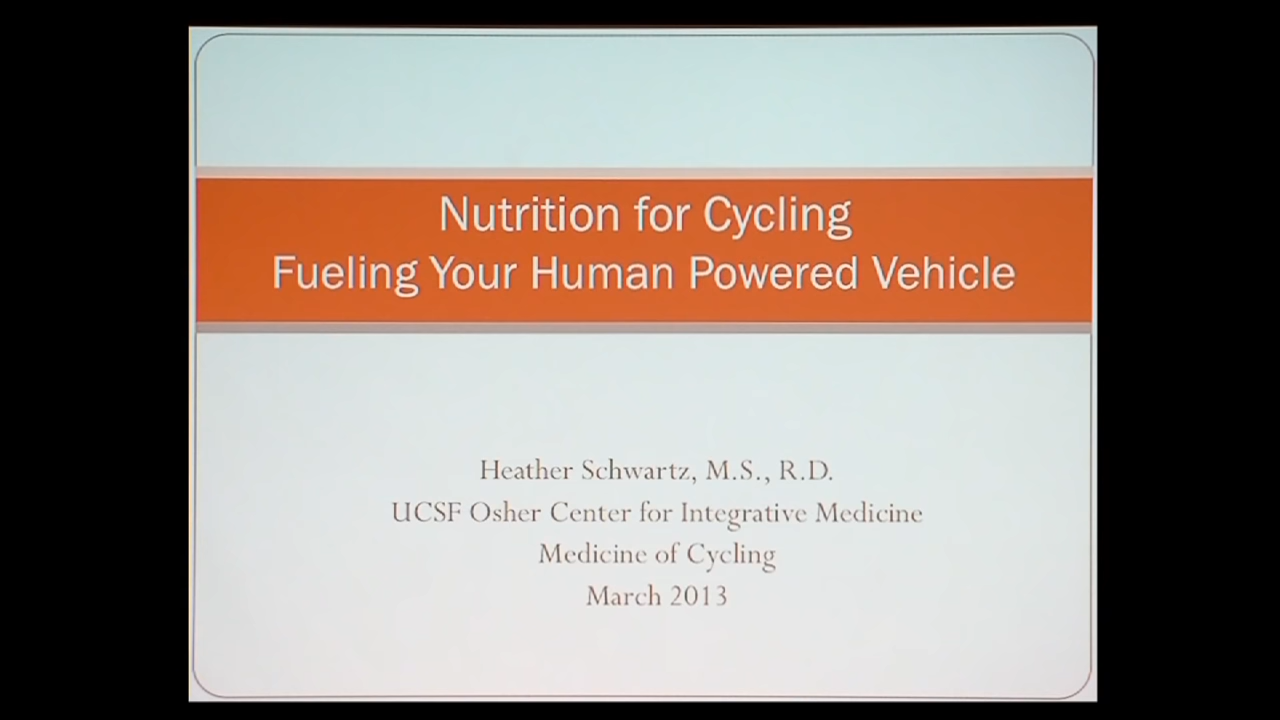 Nutrition for Cycling
Fueling Your Human Powered Vehicle
Heather Schwartz, M.S., R.D.
UCSF Osher Center for Integrative Medicine
Medicine of Cycling
March 2013